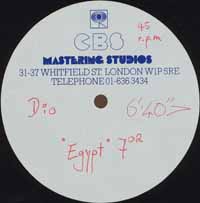 CBS
45
r.p.m
CBS
MASTERING STUDIOS
31-37 WHITFIELD ST. LONDON W1P 5RE
TELEPHONE 01-636 3434
Dio
6'40"
"Egypt"